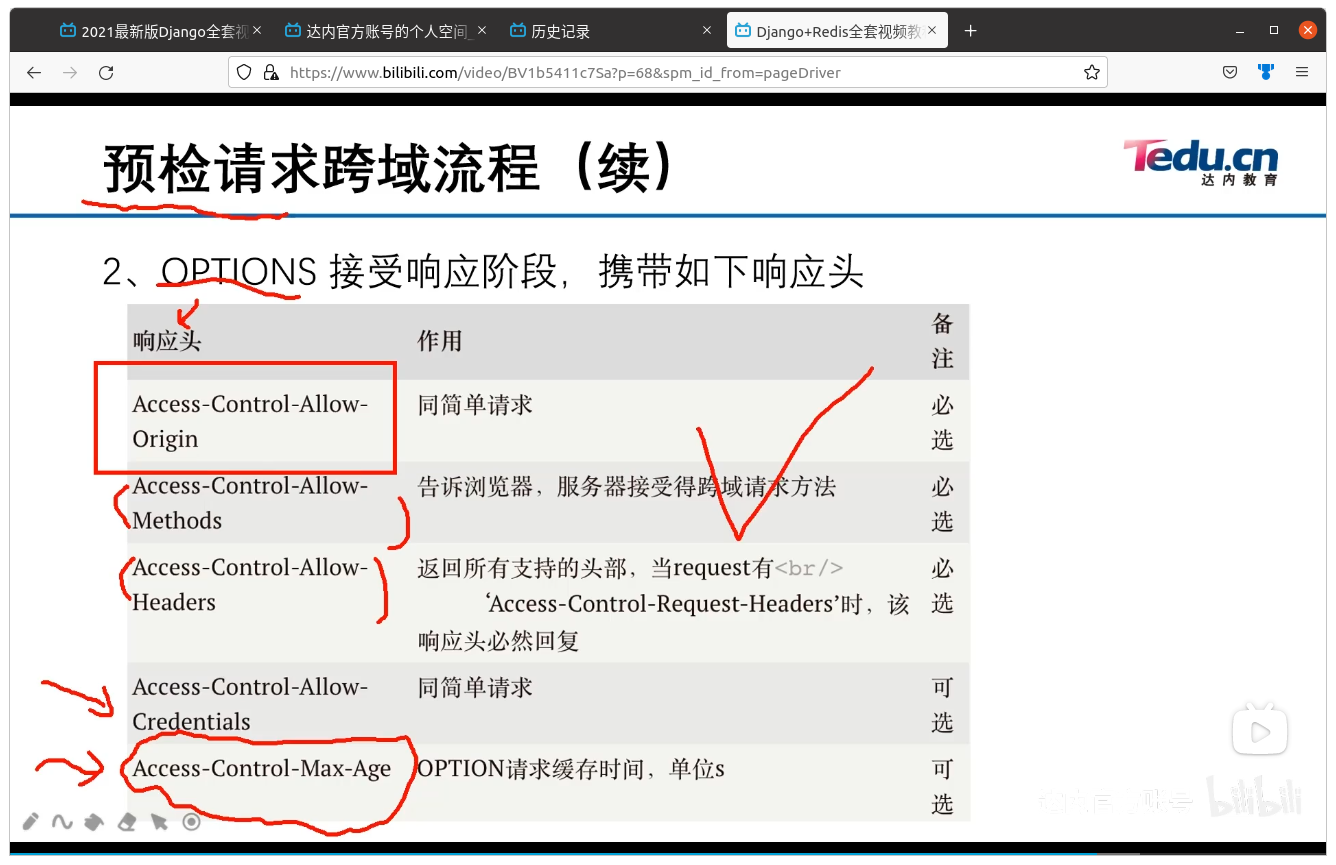 2021最新版Django全套视
达内官方账号的个人空间_
历史记录
Django+Redis全套视频教
https://www.bilibili.com/video/BV1b5411c7Sa?p=68&spm_id_from=pageDriver
预检请求跨域流程（续）
Tedu.cn
达内教育
2、OPTIONS 接受响应阶段，携带如下响应头
响应头 作用 备
注
Access-Control-Allow- 同简单请求 必
Origin 选
Access-Control-Allow- 告诉浏览器，服务器接受得跨域请求方法 必
Methods 选
Access-Control-Allow- 返回所有支持的头部，当request有<br/> 必
Headers ‘Access-Control-Request-Headers’时，该 选
响应头必然回复
Access-Control-Allow- 同简单请求 可
Credentials 选
Access-Control-Max-Age OPTION请求缓存时间，单位s 可
选
bilibili